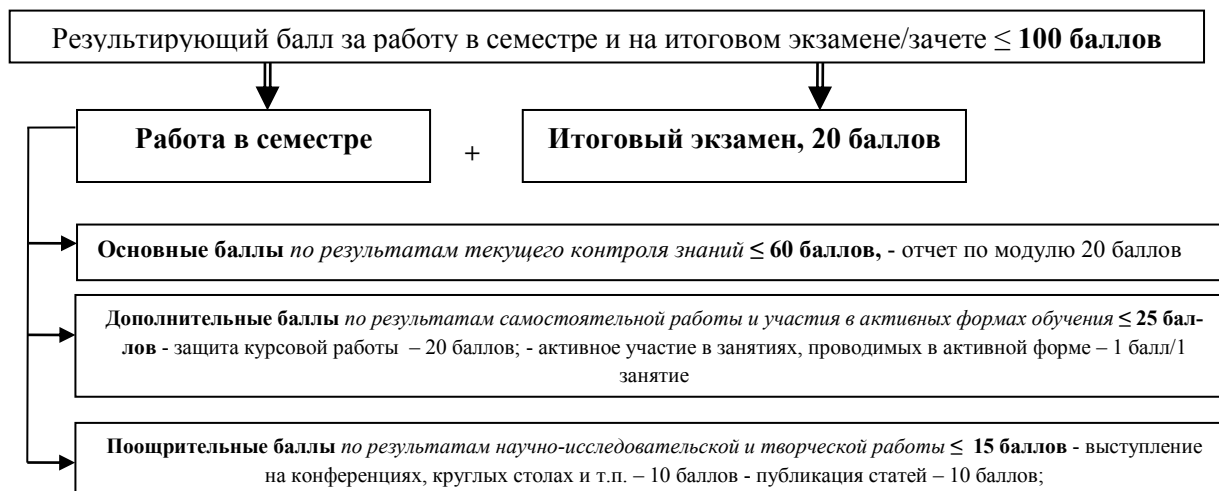 Результирующий балл за работу в семестре и на итоговом экзамене/зачете ≤ 100 баллов
Работа в семестре
+
Итоговый экзамен, 20 баллов
Основные баллы по результатам текущего контроля знаний ≤ 60 баллов, - отчет по модулю 20 баллов
Дополнительные баллы по результатам самостоятельной работы и участия в активных формах обучения ≤ 25 бал-
лов - защита курсовой работы – 20 баллов; - активное участие в занятиях, проводимых в активной форме – 1 балл/1
занятие
Поощрительные баллы по результатам научно-исследовательской и творческой работы ≤ 15 баллов - выступление
на конференциях, круглых столах и т.п. – 10 баллов - публикация статей – 10 баллов;